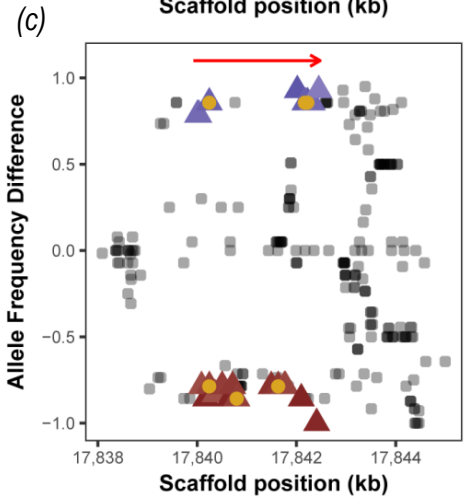 Scaffold position (kb)
(c)
Allele Frequency Difference
1.0
0.5
0.0
−0.5
−1.0
17,838
17,840
17,842
17,844
Scaffold position (kb)